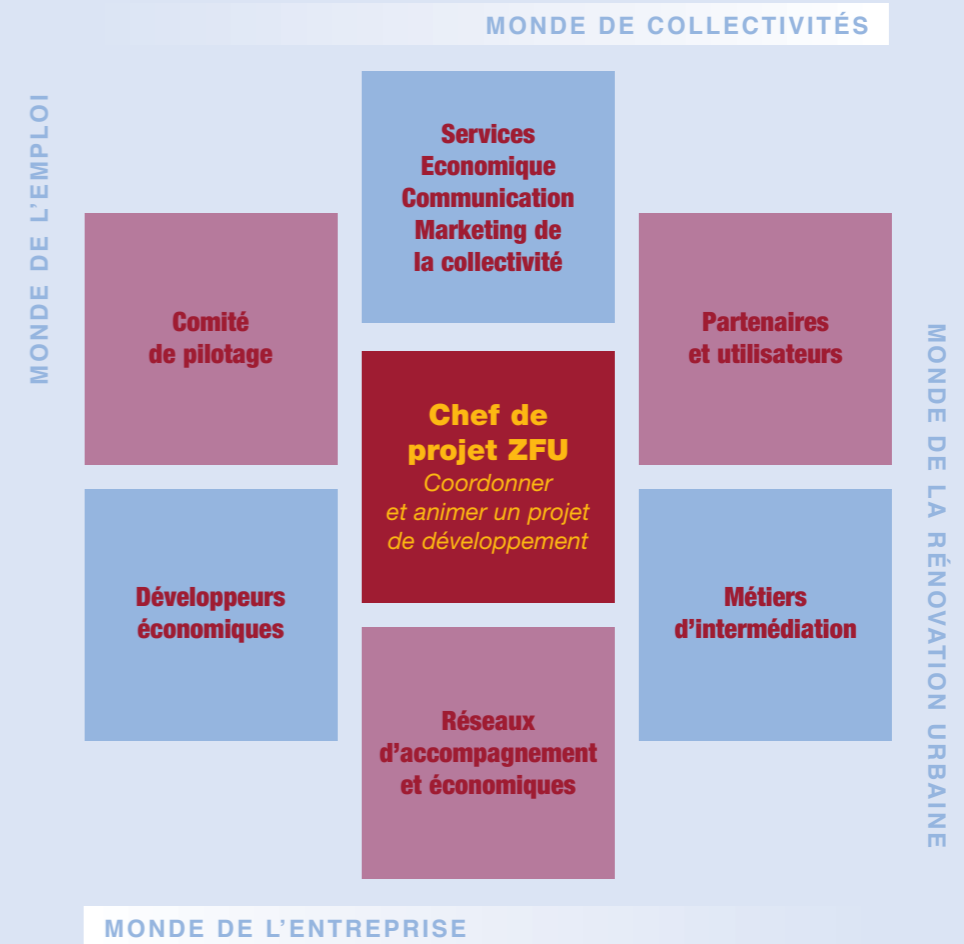 MONDE DE COLLECTIVITÉS
MONDE DE L'EMPLOI
Services
Economique
Communication
Marketing de
la collectivité
Comité
de pilotage
Partenaires
et utilisateurs
Chef de
projet ZFU
Coordonner
et animer un projet
de développement
MONDE DE LA RÉNOVATION URBAINE
Développeurs
économiques
Métiers
d'intermédiation
Réseaux
d'accompagnement
et économiques
MONDE DE L'ENTREPRISE